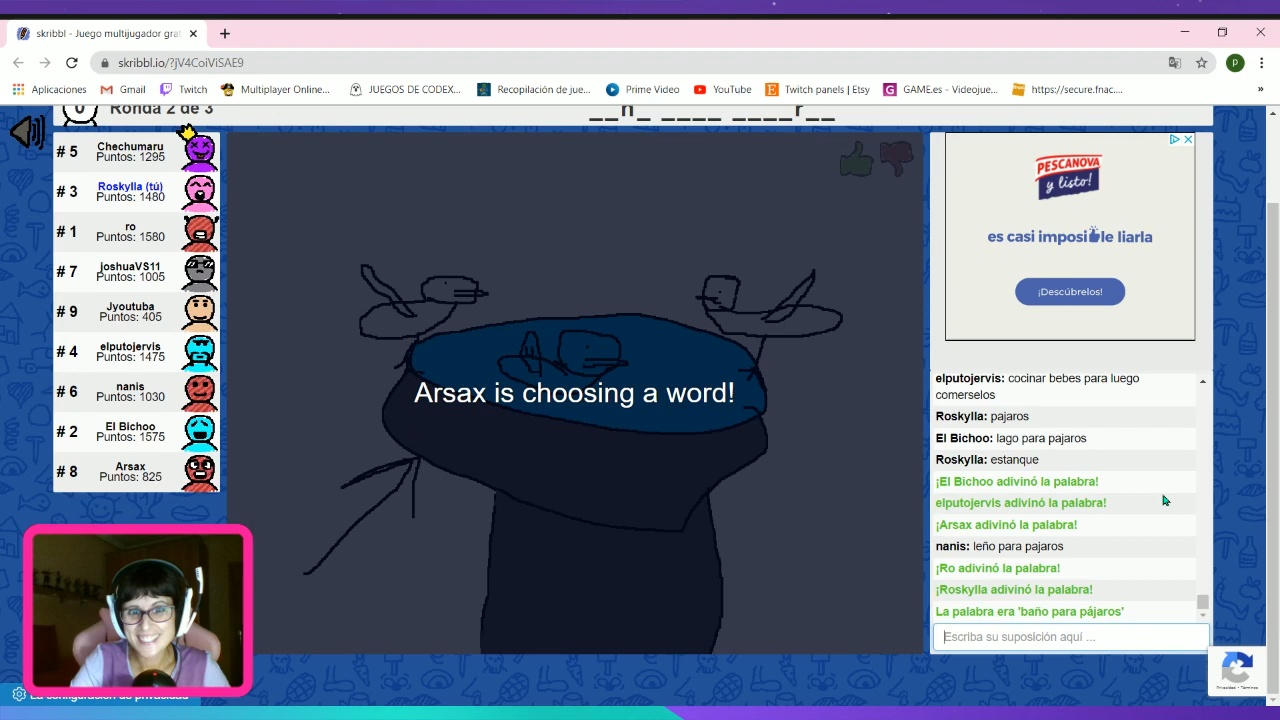 skribbl - Juego multijugador gra
skribbl.io/?jV4CoiViSAE9
Aplicaciones
Gmail
Twitch
Multiplayer Online...
JUEGOS DE CODEX...
Recopilación de jue...
Prime Video
YouTube
Twitch panels | Etsy
GAME.es - Videojue...
https://secure.fnac....
»
0
Ronda 2 de 3
__n_ ____ ____r__
# 5
Chechumaru
Puntos: 1295
# 3
Roskylla (tú)
Puntos: 1480
# 1
ro
Puntos: 1580
# 7
joshuaVS11
Puntos: 1005
# 9
Jyoutuba
Puntos: 405
# 4
elputojervis
Puntos: 1475
# 6
nanis
Puntos: 1030
# 2
El Bichoo
Puntos: 1575
# 8
Arsax
Puntos: 825
Arsax is choosing a word!
PESCANOVA
y listo!
es casi imposible liarla
¡Descúbrelos!
elputojervis: cocinar bebes para luego
comerselos
Roskylla: pajaros
El Bichoo: lago para pajaros
Roskylla: estanque
¡El Bichoo adivinó la palabra!
elputojervis adivinó la palabra!
¡Arsax adivinó la palabra!
nanis: leño para pajaros
¡Ro adivinó la palabra!
¡Roskylla adivinó la palabra!
La palabra era 'baño para pájaros'
Escriba su suposición aquí ...
La configuración de privacidad
Privacidad • Términos